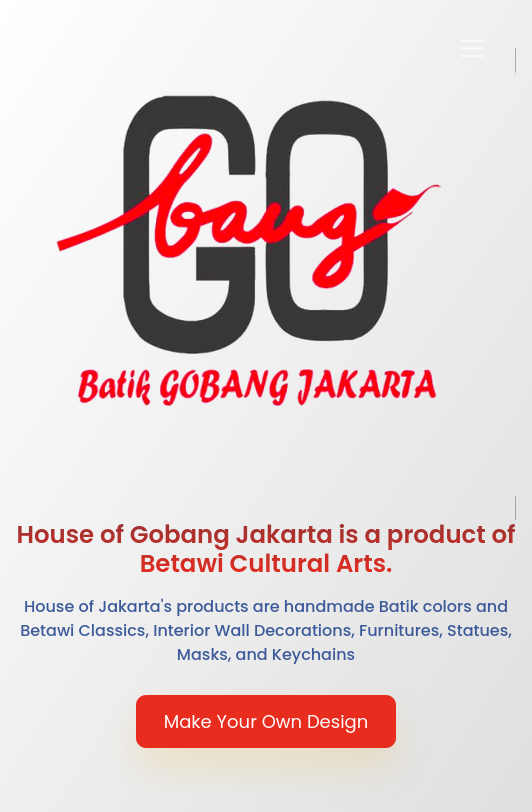 GO
bang
Batik GOBANG JAKARTA
House of Gobang Jakarta is a product of
Betawi Cultural Arts.
House of Jakarta's products are handmade Batik colors and
Betawi Classics, Interior Wall Decorations, Furnitures, Statues,
Masks, and Keychains
Make Your Own Design